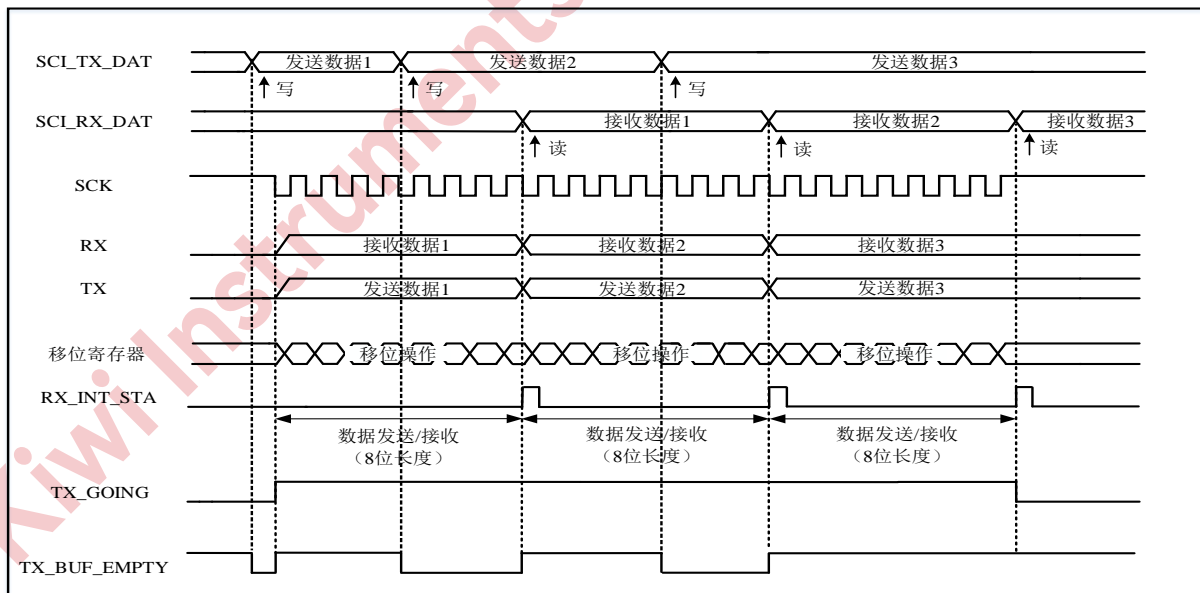 SCI_TX_DAT 发送数据1 发送数据2 发送数据3
写 写 写
SCI_RX_DAT 接收数据1 接收数据2 接收数据3
读 读 读
SCK
RX 接收数据1 接收数据2 接收数据3
TX 发送数据1 发送数据2 发送数据3
移位寄存器 移位操作 移位操作 移位操作
RX_INT_STA
数据发送/接收 数据发送/接收 数据发送/接收
（8位长度） （8位长度） （8位长度）
TX_GOING
TX_BUF_EMPTY
Kiwi Instruments